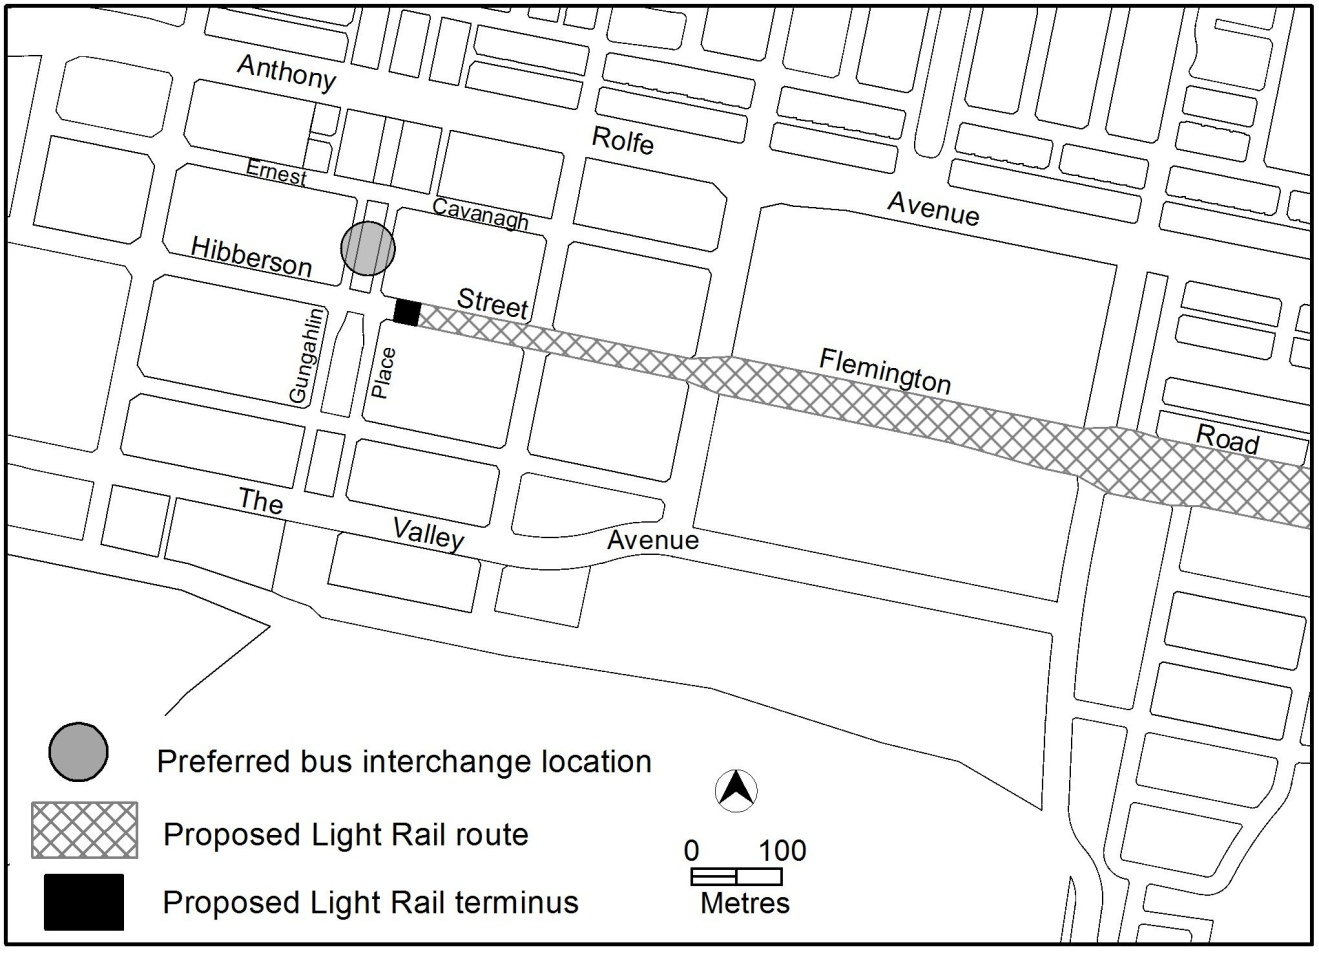 Anthony
Rolfe
Avenue
Ernest
Cavanagh
Hibberson
Street
Gungahlin
Place
Flemington
Road
The
Valley
Avenue
Preferred bus interchange location
Proposed Light Rail route
Proposed Light Rail terminus
0 100
Metres